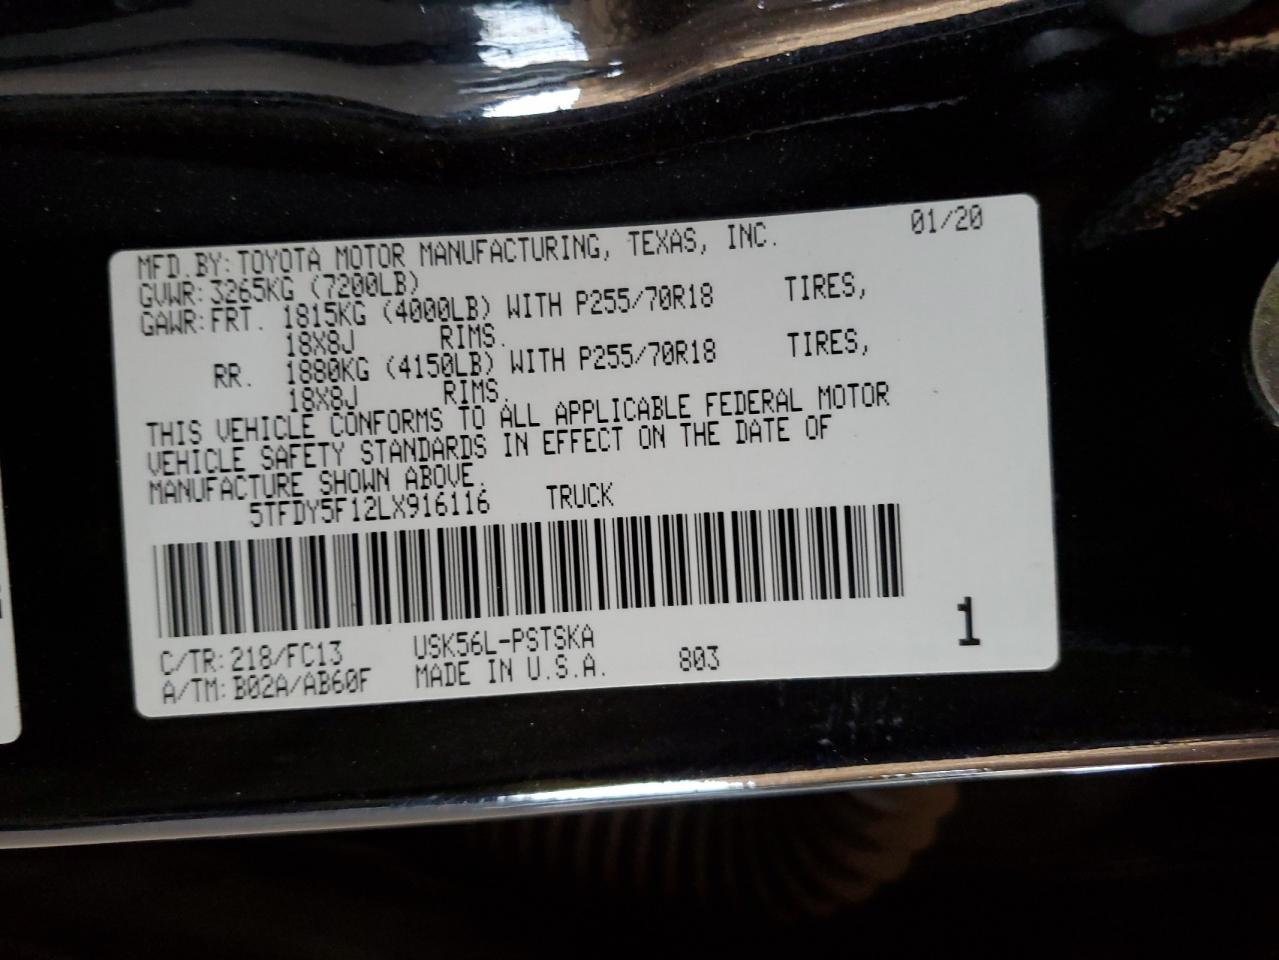 MFD.BY:TOYOTA MOTOR MANUFACTURING, TEXAS, INC. 01/20
GVWR:3265KG (7200LB)
GAWR:FRT. 1815KG (4000LB) WITH P255/70R18 TIRES,
18X8J RIMS.
RR. 1880KG (4150LB) WITH P255/70R18 TIRES,
18X8J RIMS.
THIS VEHICLE CONFORMS TO ALL APPLICABLE FEDERAL MOTOR
VEHICLE SAFETY STANDARDS IN EFFECT ON THE DATE OF
MANUFACTURE SHOWN ABOVE.
5TFDY5F12LX916116 TRUCK
1
C/TR:218/FC13 USK56L-PSTSKA
A/TM:B02A/AB60F MADE IN U.S.A. 803